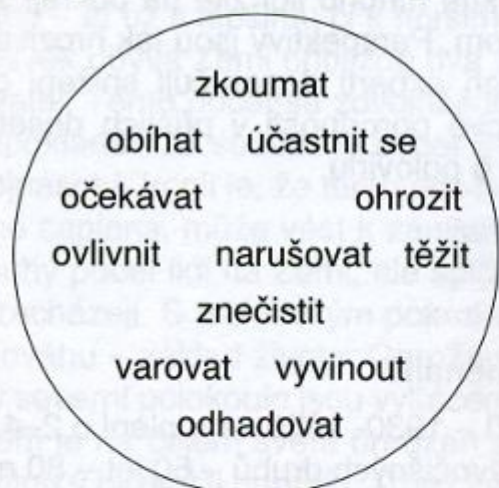 zkoumat
obíhat účastnit se
očekávat ohrozit
ovlivnit narušovat těžit
znečistit
varovat vyvinout
odhadovat